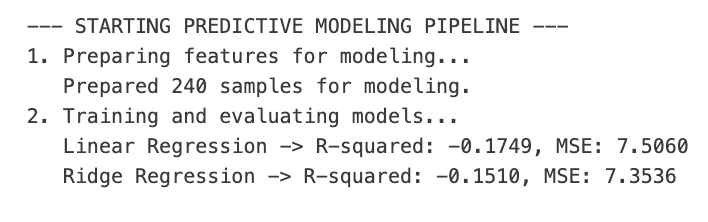 --- STARTING PREDICTIVE MODELING PIPELINE ---
1. Preparing features for modeling...
   Prepared 240 samples for modeling.
2. Training and evaluating models...
   Linear Regression -> R-squared: -0.1749, MSE: 7.5060
   Ridge Regression -> R-squared: -0.1510, MSE: 7.3536